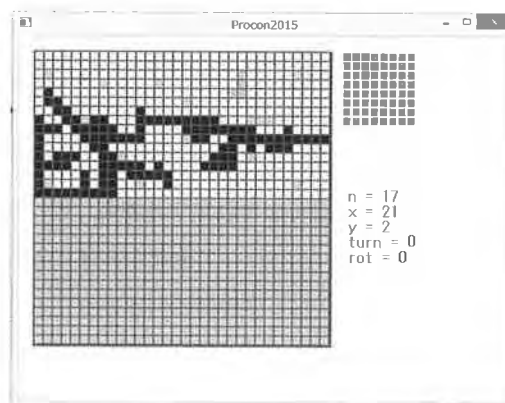 Procon2015
n = 17
x = 21
y = 2
turn = 0
rot = 0